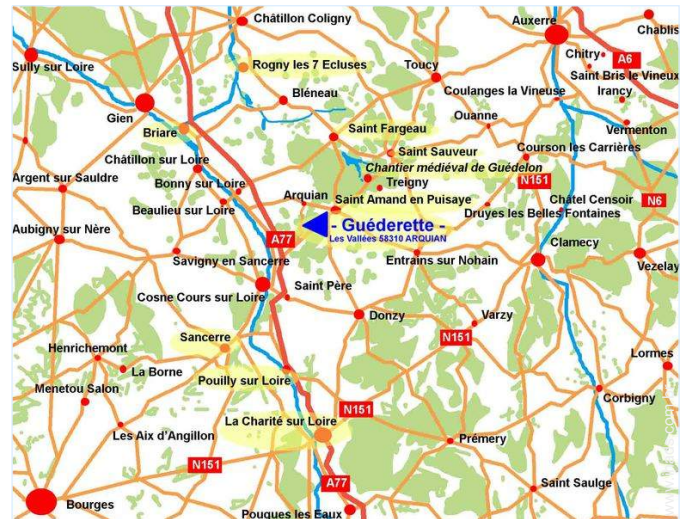 Châtillon Coligny
Auxerre
Chablis
Sully sur Loire
Rogny les 7 Ecluses
Toucy
Chitry
A6
Saint Bris le Vineux
Bléneau
Coulanges la Vineuse
Irancy
Gien
Ouanne
Vermenton
Briare
Saint Fargeau
Saint Sauveur
Courson les Carrières
Châtillon sur Loire
Chantier médiéval de Guédelon
N151
Argent sur Sauldre
Bonny sur Loire
Treigny
Arquian
Saint Amand en Puisaye
Châtel Censoir
N6
Beaulieu sur Loire
Druyes les Belles Fontaines
Aubigny sur Nère
- Guéderette -
A77
Les Vallées 58310 ARQUIAN
Clamecy
Savigny en Sancerre
Entrains sur Nohain
Vezelay
Saint Père
Cosne Cours sur Loire
Donzy
Varzy
Sancerre
N151
Henrichemont
Lormes
La Borne
Menetou Salon
Pouilly sur Loire
Corbigny
N151
La Charité sur Loire
Les Aix d'Angillon
Prémery
N151
A77
Saint Saulge
Bourges
Pougues les Eaux